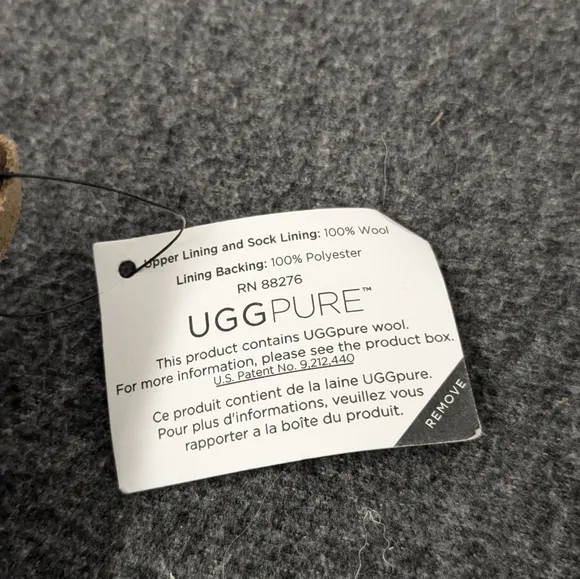 Upper Lining and Sock Lining: 100% Wool
Lining Backing: 100% Polyester
RN 88276
UGGPURE™
This product contains UGGpure wool.
For more information, please see the product box.
U.S. Patent No. 9,212,440
Ce produit contient de la laine UGGpure.
Pour plus d'informations, veuillez vous
rapporter a la boîte du produit.
REMOVE